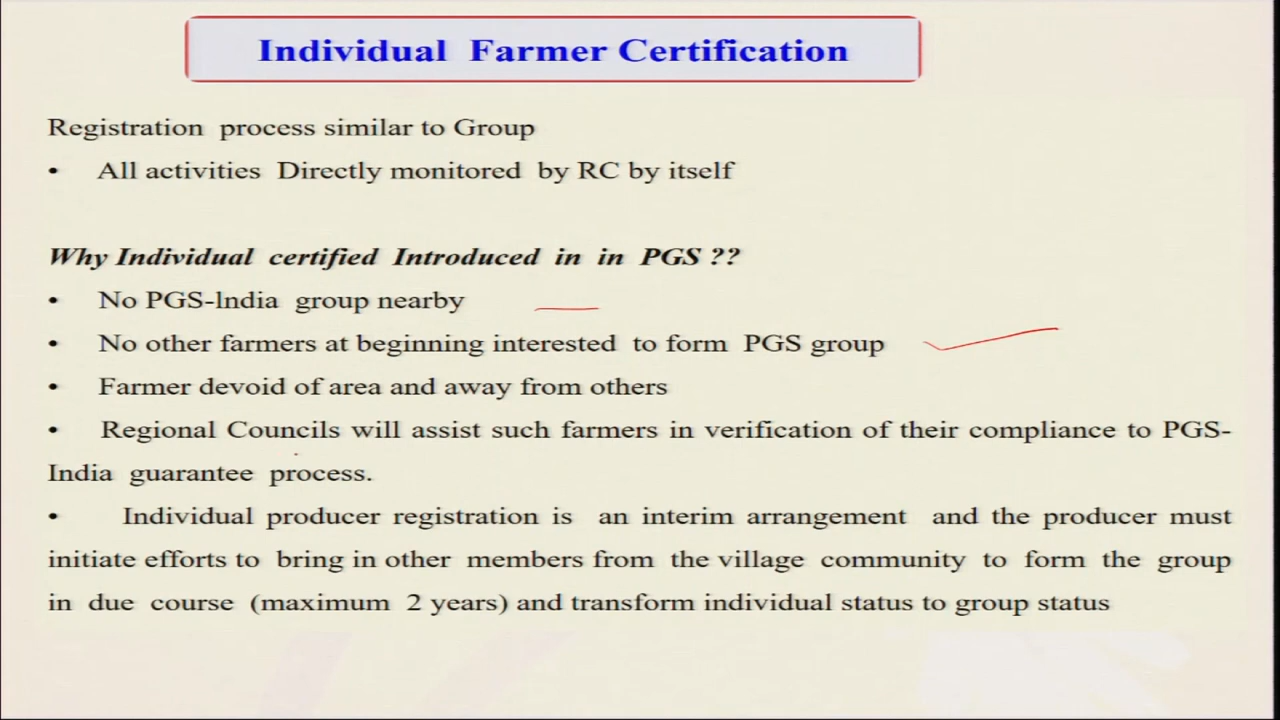 Individual Farmer Certification
Registration process similar to Group
• All activities Directly monitored by RC by itself
Why Individual certified Introduced in in PGS ??
• No PGS-lndia group nearby
• No other farmers at beginning interested to form PGS group
• Farmer devoid of area and away from others
• Regional Councils will assist such farmers in verification of their compliance to PGS-
India guarantee process.
• Individual producer registration is an interim arrangement and the producer must
initiate efforts to bring in other members from the village community to form the group
in due course (maximum 2 years) and transform individual status to group status